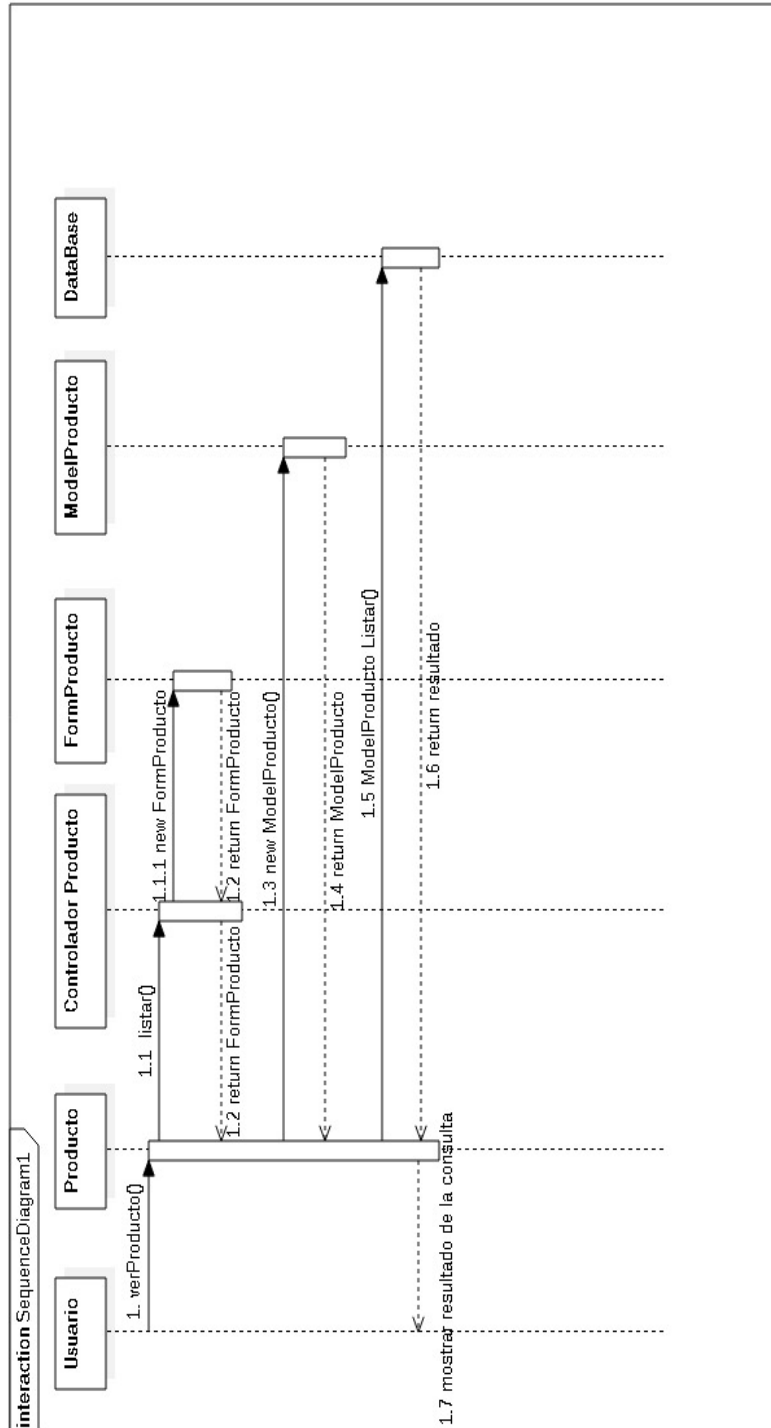 interaction SequenceDiagram1
Usuario
Producto
Controlador Producto
FormProducto
ModelProducto
DataBase
1. verProducto()
1.1 listar()
1.1.1 new FormProducto
1.2 return FormProducto
1.2 return FormProducto
1.3 new ModelProducto()
1.4 return ModelProducto
1.5 ModelProducto Listar()
1.6 return resultado
1.7 mostrar resultado de la consulta